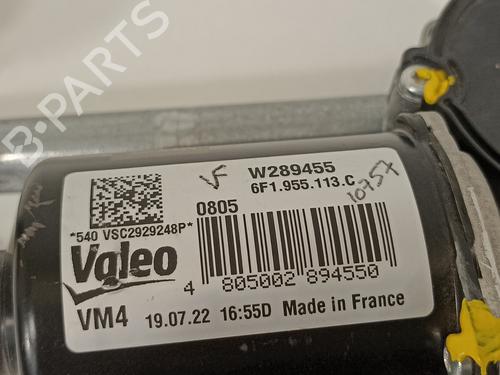 B-PARTS
VF
W289455
6F1.955.113.C
10757
*540 VSC2929248P*
0805
Valeo
4 805002 894550
VM4 19.07.22 16:55D Made in France